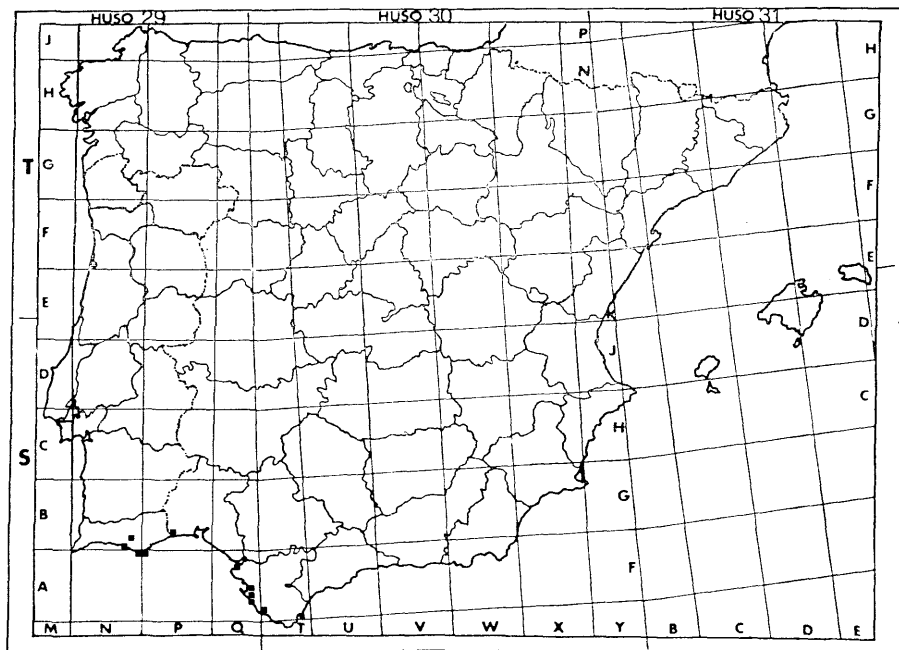 HUSO 29 HUSO 30 HUSO 31
J P H
N
H G
T G F
F E
E K D
J
D C
C H
S G
B
F
A
M N P Q T U V W X Y B C D E